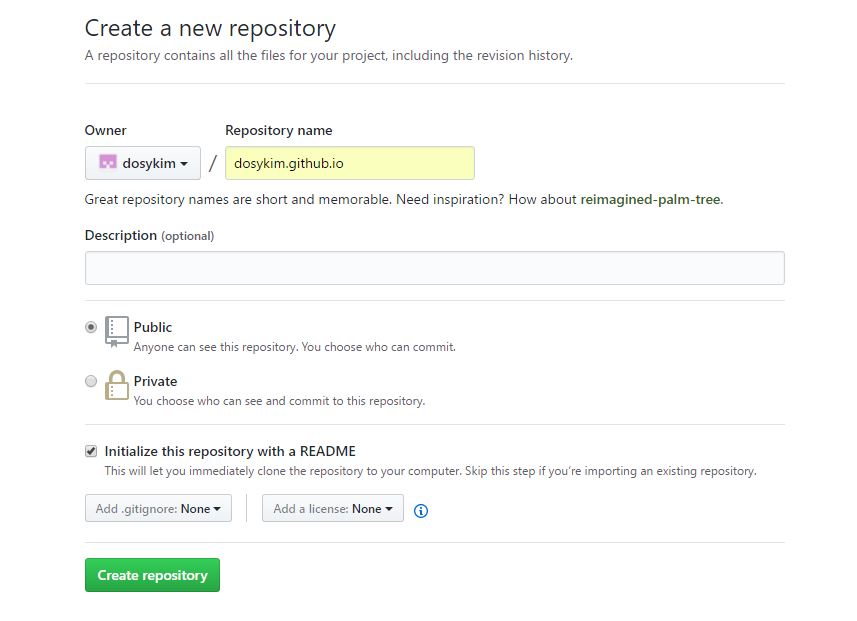 Create a new repository
A repository contains all the files for your project, including the revision history.
Owner
Repository name
dosykim
/
dosykim.github.io
Great repository names are short and memorable. Need inspiration? How about reimagined-palm-tree.
Description (optional)
Public
Anyone can see this repository. You choose who can commit.
Private
You choose who can see and commit to this repository.
Initialize this repository with a README
This will let you immediately clone the repository to your computer. Skip this step if you’re importing an existing repository.
Add .gitignore: None
Add a license: None
Create repository